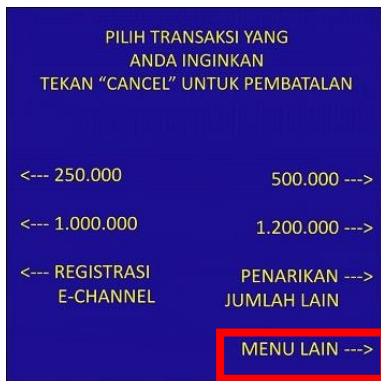 PILIH TRANSAKSI YANG
ANDA INGINKAN
TEKAN “CANCEL” UNTUK PEMBATALAN
<--- 250.000
500.000 --->
<--- 1.000.000
1.200.000 --->
<--- REGISTRASI
E-CHANNEL
PENARIKAN --->
JUMLAH LAIN
MENU LAIN --->